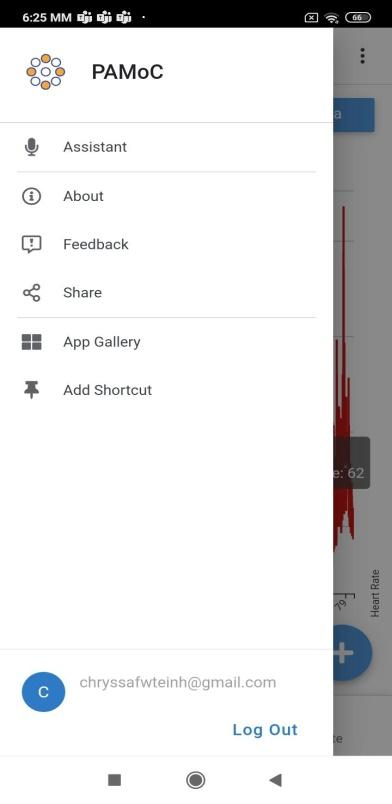 6:25 MM
66
PAMoC
a
Assistant
About
Feedback
Share
App Gallery
Add Shortcut
e: 62
79
Heart Rate
chryssafwteinh@gmail.com
C
Log Out
te